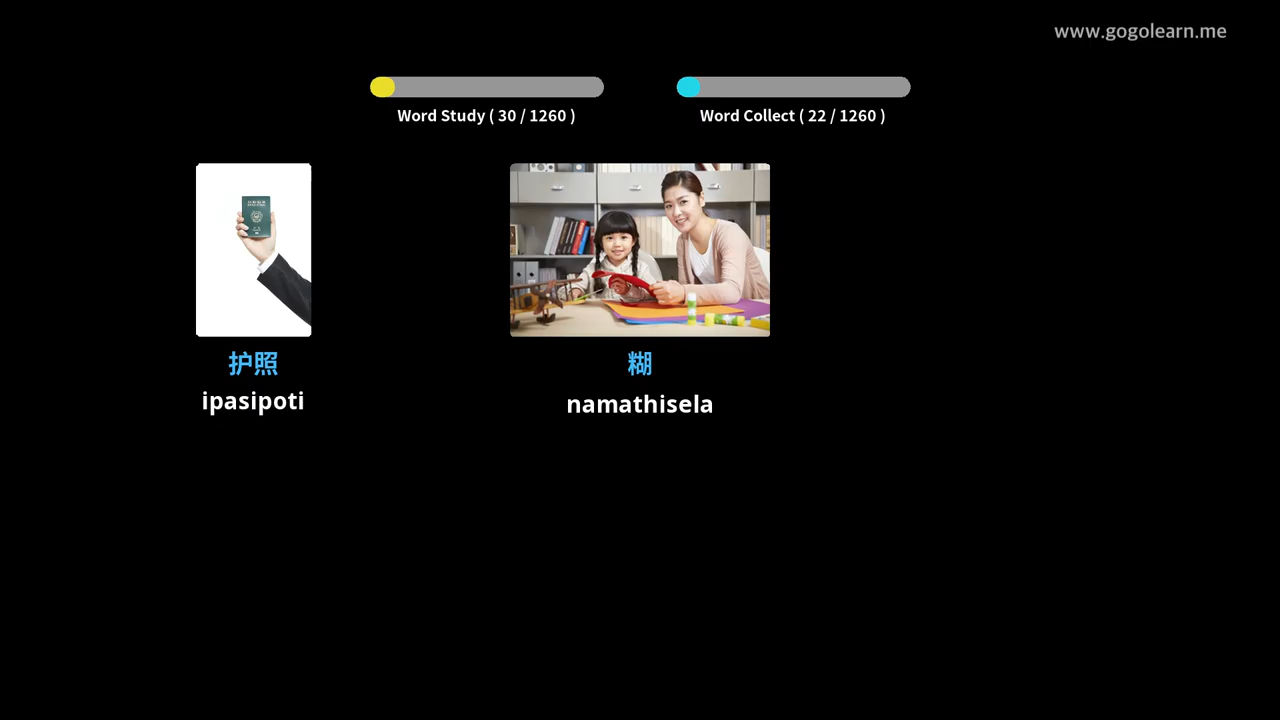 www.gogolearn.me
Word Study ( 30 / 1260 )
Word Collect ( 22 / 1260 )
护照
ipasipoti
糊
namathisela